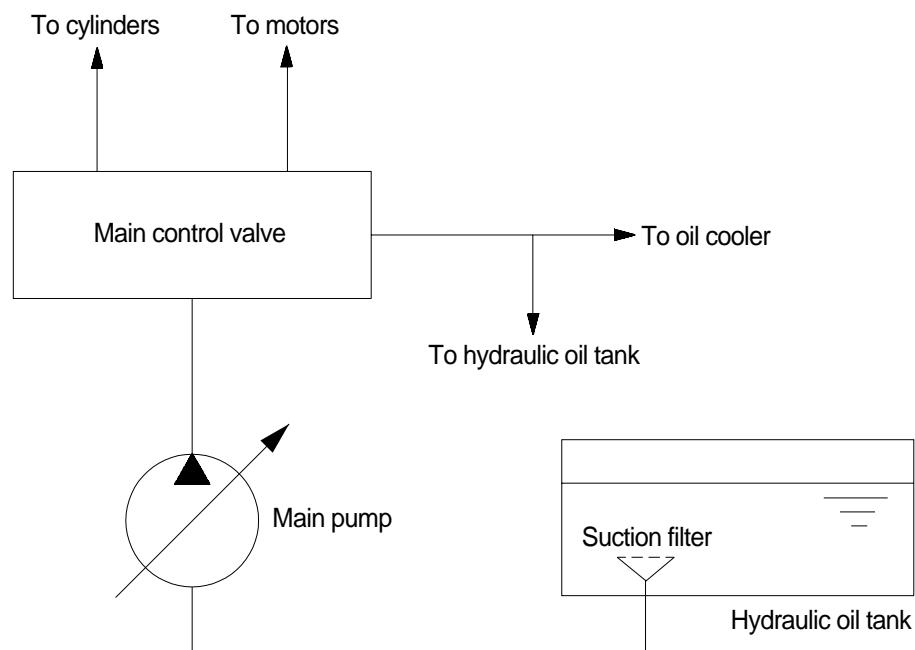 To cylinders
To motors
Main control valve
To oil cooler
To hydraulic oil tank
Main pump
Suction filter
Hydraulic oil tank